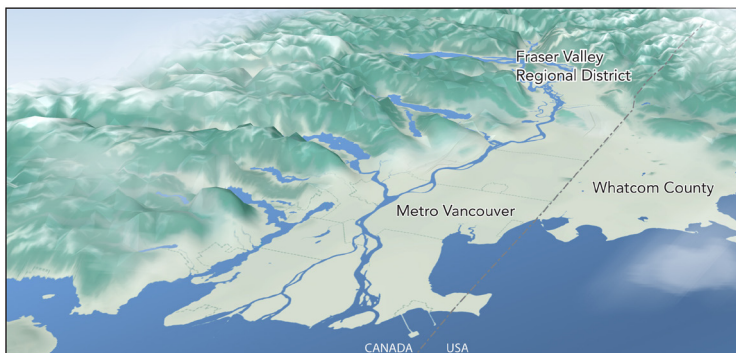 Fraser Valley
Regional District
Whatcom County
Metro Vancouver
CANADA USA